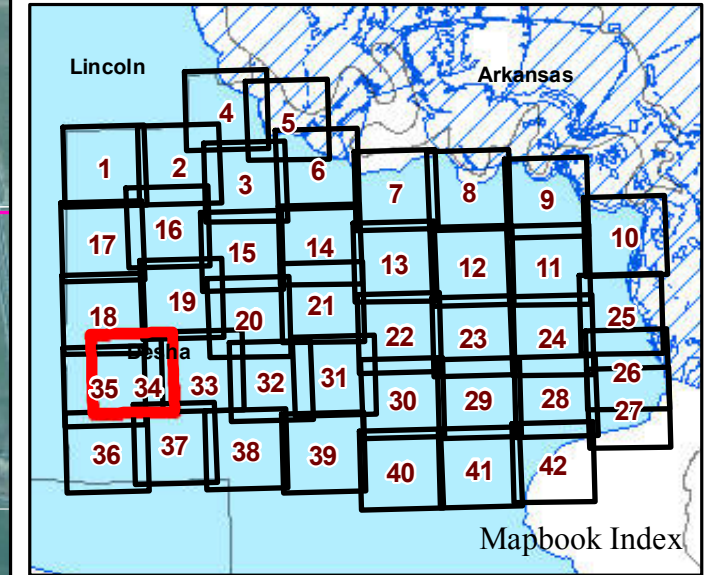 Lincoln
Arkansas
4
5
1 2 3 6
7 8 9
17 16 15 14 13 12 11 10
18 19 20 21 22 23 24 25
Desha
35 34 33 32 31 30 29 28 26
27
36 37 38 39 40 41 42
Mapbook Index